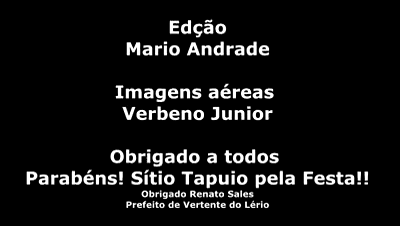 Edção
Mario Andrade
Imagens aéreas
Verbeno Junior
Obrigado a todos
Parabéns! Sítio Tapuio pela Festa!!
Obrigado Renato Sales
Prefeito de Vertente do Lério